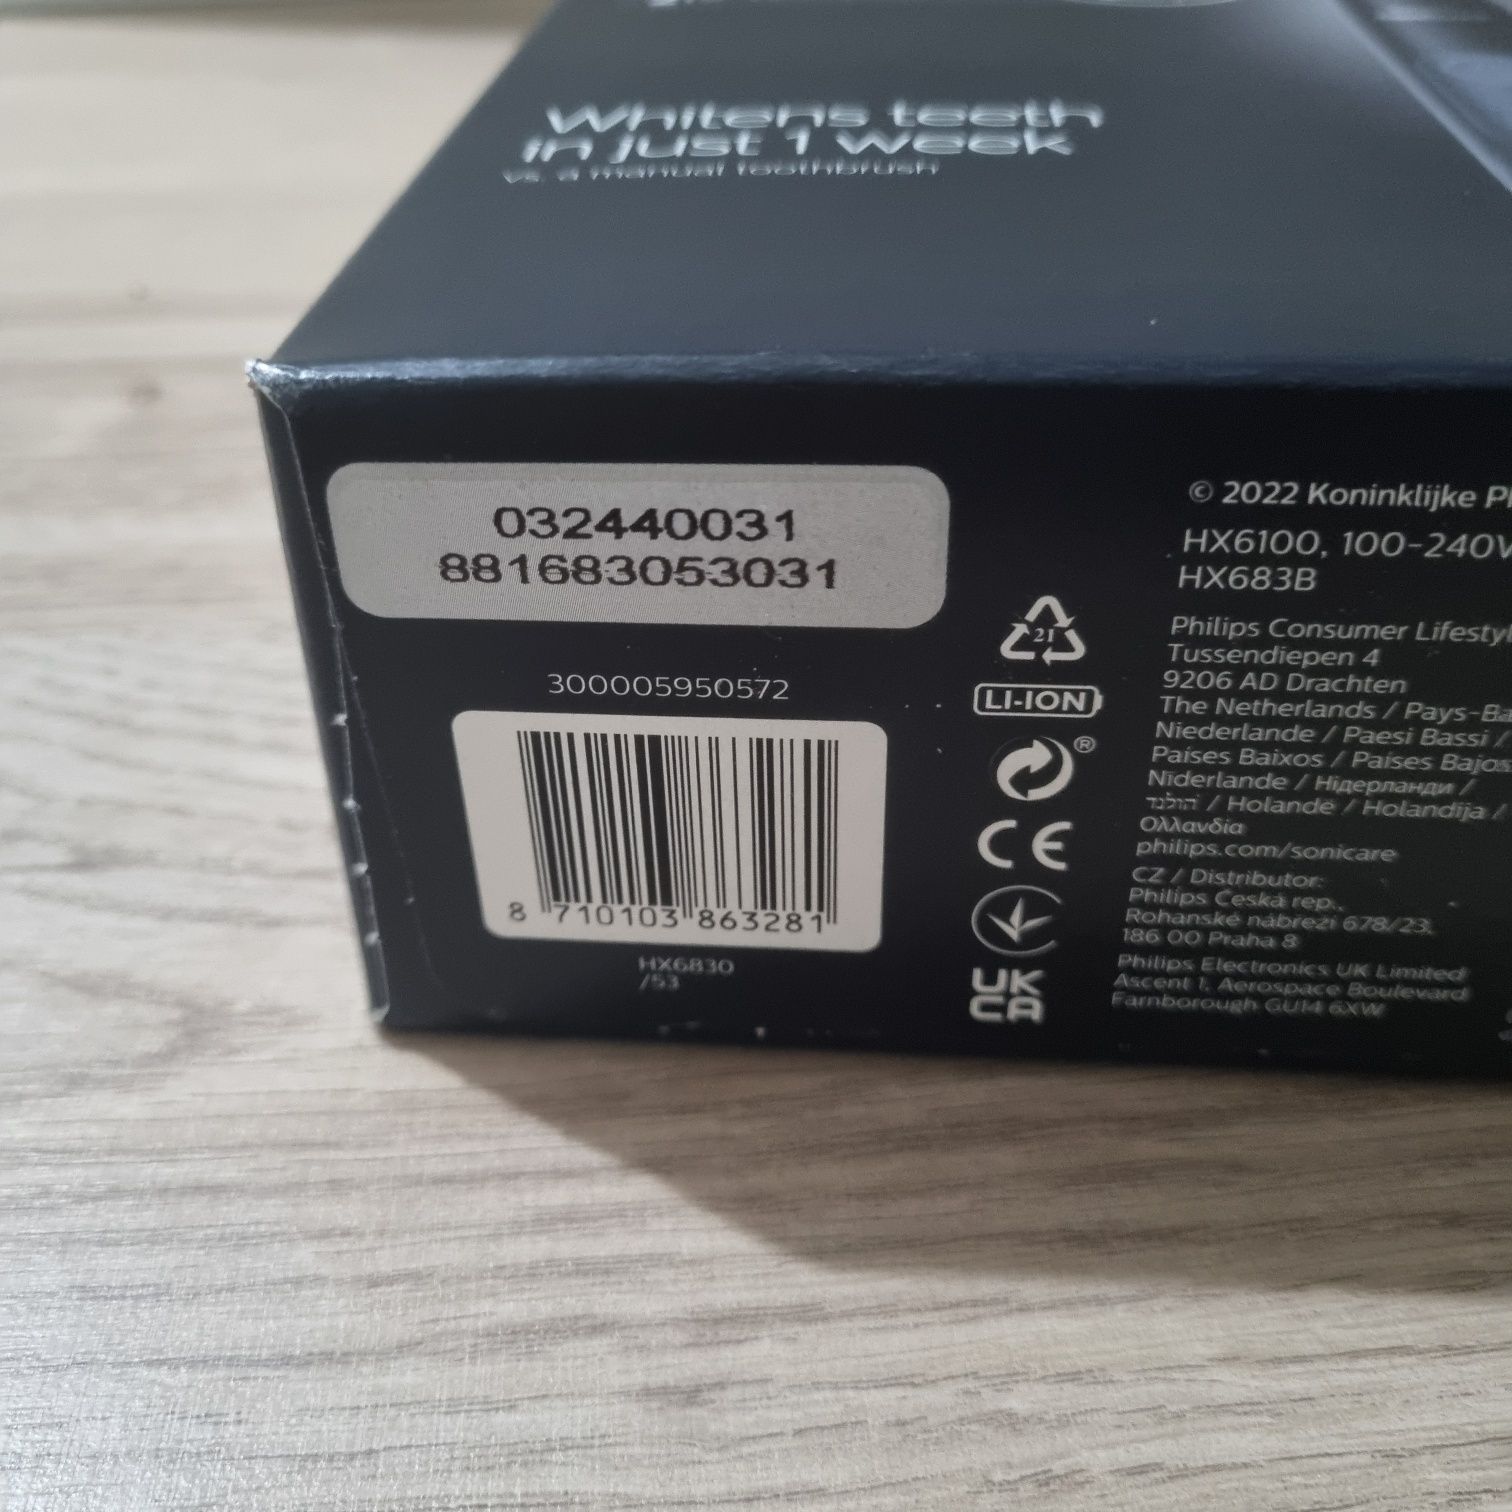 Whitens teeth
in just 1 week
vs. a manual toothbrush
032440031
881683053031
300005950572
8 710103 863281
HX6830
/53
21
LI-ION
®
CE
UK
CA
© 2022 Koninklijke
HX6100, 100-240V
HX683B
Philips Consumer
Tussendiepen 4
9206 AD Drachten
The Netherlands /
Niederlande / Paesi Bassi /
Países Baixos / Países Bajos
Niderlande / Нідерланди /
הולנד / Holande / Holandija /
Ολλανδία
philips.com/sonicare
CZ / Distributor:
Philips Česká rep.,
Rohanské nábřeží 678/23,
186 00 Praha 8
Philips Electronics UK Limited
Ascent 1, Aerospace Boulevard
Farnborough GU14 6XW